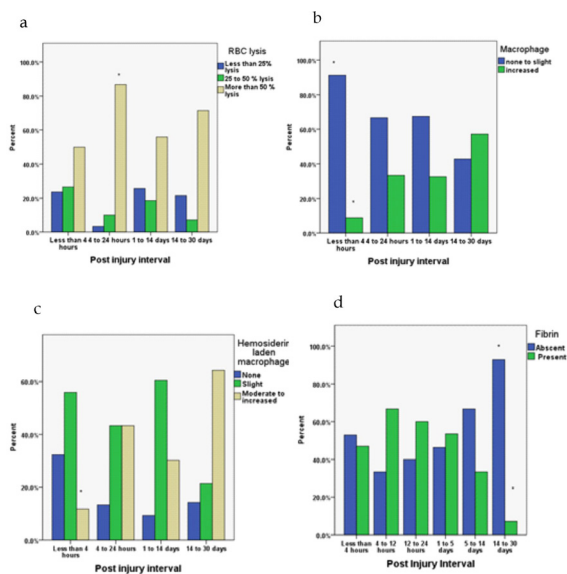 a
RBC lysis
Less than 25% lysis
25 to 50 % lysis
More than 50 % lysis
*
100.0%
80.0%
60.0%
40.0%
20.0%
0.0%
Percent
Less than 4 hours
4 to 24 hours
1 to 14 days
14 to 30 days
Post injury interval
b
Macrophage
none to slight
increased
*
*
100.0%
80.0%
60.0%
40.0%
20.0%
0.0%
Percent
Less than 4 hours
4 to 24 hours
1 to 14 days
14 to 30 days
Post injury interval
c
Hemosiderin
laden
macrophage
None
Slight
Moderate to
increased
*
60.0%
40.0%
20.0%
0.0%
Percent
Less than 4 hours
4 to 24 hours
1 to 14 days
14 to 30 days
Post injury interval
d
Fibrin
Abscent
Present
*
*
100.0%
80.0%
60.0%
40.0%
20.0%
0.0%
Percent
Less than 4 hours
4 to 12 hours
12 to 24 hours
1 to 5 days
5 to 14 days
14 to 30 days
Post Injury Interval